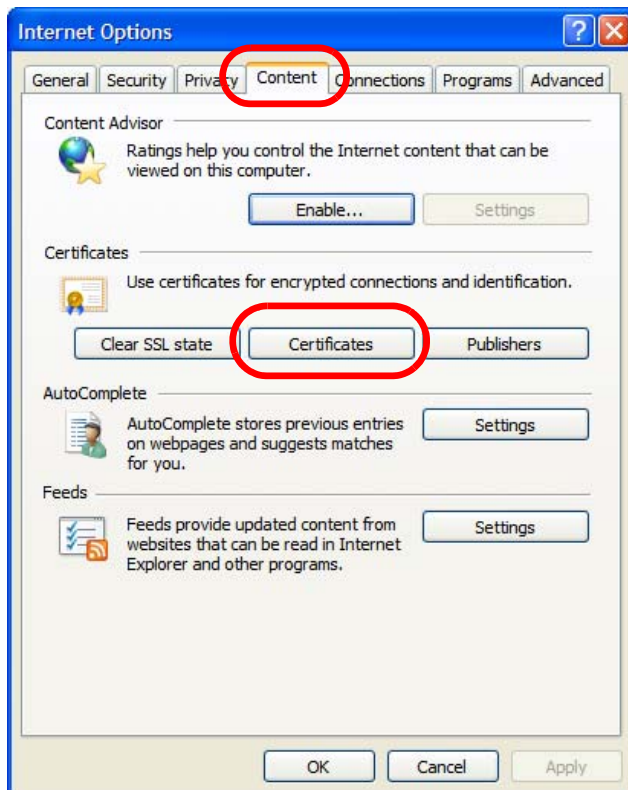 Internet Options
General Security Privacy Content Connections Programs Advanced
Content Advisor
Ratings help you control the Internet content that can be
viewed on this computer.
Enable... Settings
Certificates
Use certificates for encrypted connections and identification.
Clear SSL state Certificates Publishers
AutoComplete
AutoComplete stores previous entries
on webpages and suggests matches
for you.
Settings
Feeds
Feeds provide updated content from
websites that can be read in Internet
Explorer and other programs.
Settings
OK Cancel Apply